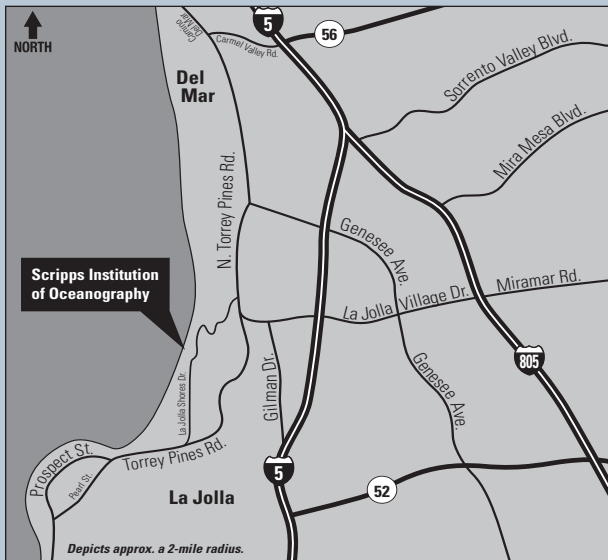 NORTH
Camino
Del Mar
Carmel Valley Rd.
5
56
Sorrento Valley Blvd.
Del
Mar
Mira Mesa Blvd.
N. Torrey Pines Rd.
Genesee Ave.
Scripps Institution
of Oceanography
La Jolla Village Dr.
Miramar Rd.
805
La Jolla Shores Dr.
Gilman Dr.
Genesee Ave.
Prospect St.
Pearl St.
Torrey Pines Rd.
5
52
La Jolla
Depicts approx. a 2-mile radius.